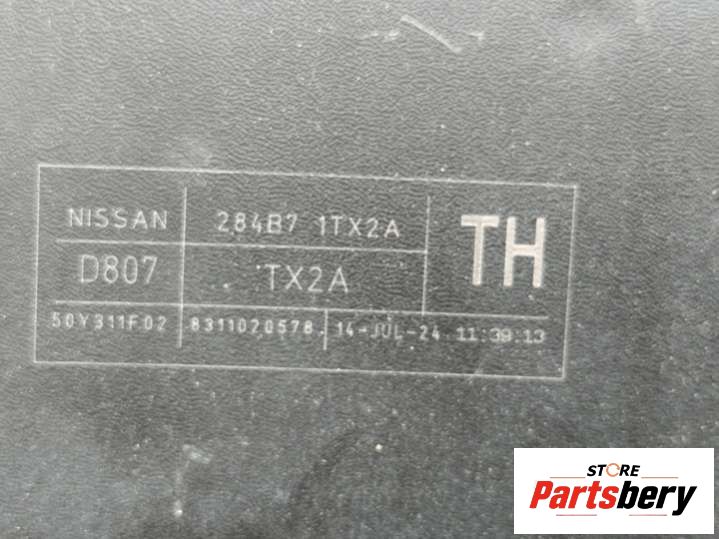 NISSAN 284B7 1TX2A TH
D807 TX2A
50Y311F02 8311020578 14-JUL-24 11:39:13
STORE
Partsbery